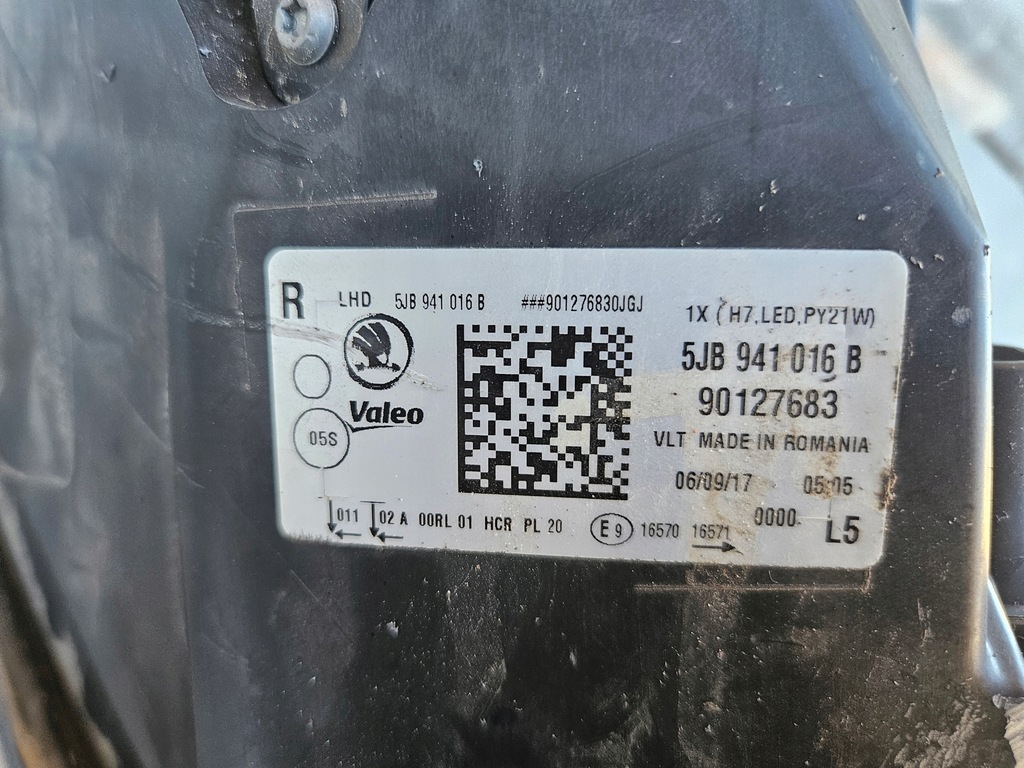 R LHD 5JB 941 016 B ###901276830JGJ
1X (H7,LED,PY21W)
5JB 941 016 B
90127683
Valeo
05S
VLT MADE IN ROMANIA
06/09/17 05:05
0000 L5
011 02 A 00RL 01 HCR PL 20 E9 16570 16571